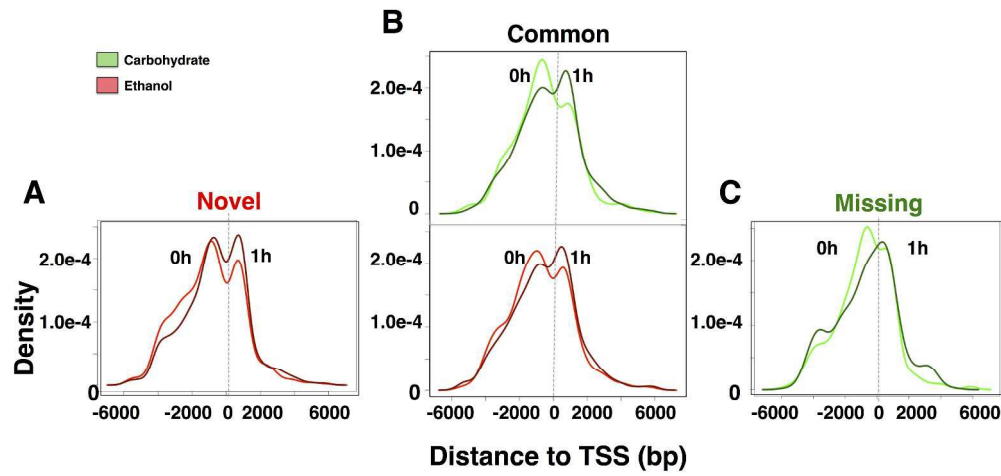 B
Carbohydrate
Ethanol
Common
0h
1h
2.0e-4
1.0e-4
0
A
Novel
0h
1h
2.0e-4
1.0e-4
0
-6000
-2000
0
2000
6000
Density
0h
1h
2.0e-4
1.0e-4
0
-6000
-2000
0
2000
6000
C
Missing
0h
1h
2.0e-4
1.0e-4
0
-6000
-2000
0
2000
6000
Distance to TSS (bp)